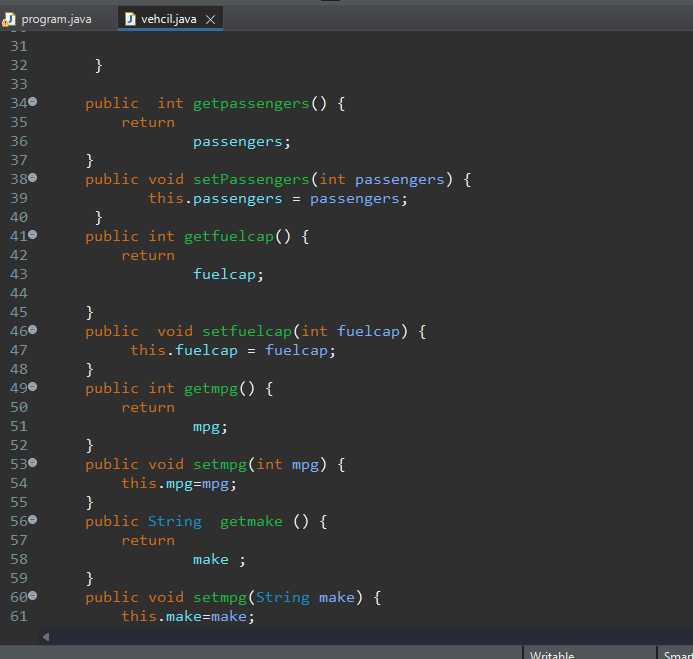 program.java vehcil.java
31
32 }
33
34 public int getpassengers() {
35 return
36 passengers;
37 }
38 public void setPassengers(int passengers) {
39 this.passengers = passengers;
40 }
41 public int getfuelcap() {
42 return
43 fuelcap;
44
45 }
46 public void setfuelcap(int fuelcap) {
47 this.fuelcap = fuelcap;
48 }
49 public int getmpg() {
50 return
51 mpg;
52 }
53 public void setmpg(int mpg) {
54 this.mpg=mpg;
55 }
56 public String getmake () {
57 return
58 make ;
59 }
60 public void setmpg(String make) {
61 this.make=make;
Writable